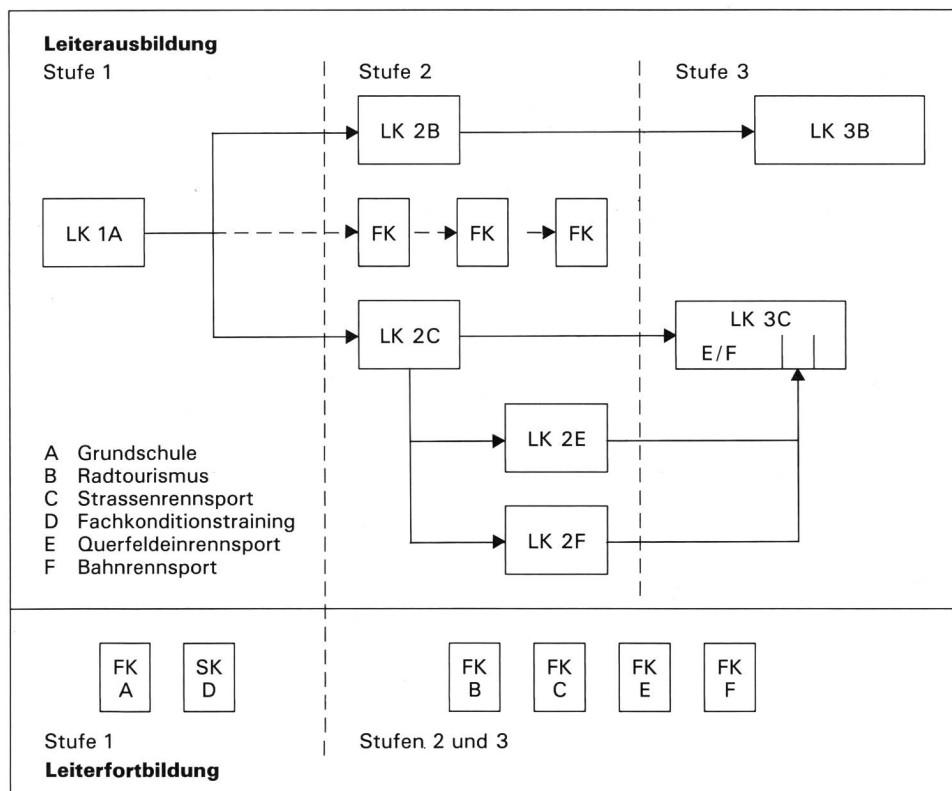 Leiterausbildung
Stufe 1
Stufe 2
Stufe 3
LK 2B
LK 3B
LK 1A
FK
FK
FK
LK 2C
LK 3C
E/F
LK 2E
LK 2F
A Grundschule
B Radtourismus
C Strassenrennsport
D Fachkonditionstraining
E Querfeldeinrennsport
F Bahnrennsport
FK
A
SK
D
FK
B
FK
C
FK
E
FK
F
Stufe 1
Stufen 2 und 3
Leiterfortbildung